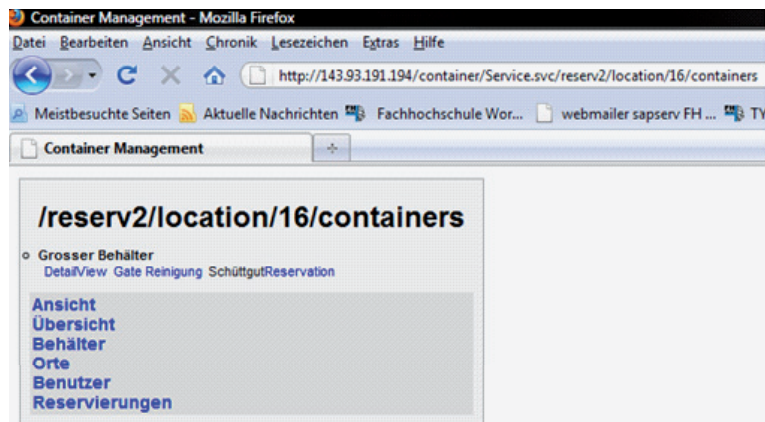 Container Management - Mozilla Firefox
Datei Bearbeiten Ansicht Chronik Lesezeichen Extras Hilfe
http://143.93.191.194/container/Service.svc/reserv2/location/16/containers
Meistbesuchte Seiten Aktuelle Nachrichten Fachhochschule Wor... webmailer sapserv FH ... TY
Container Management
/reserv2/location/16/containers
Grosser Behälter
DetailView Gate Reinigung SchüttgutReservation
Ansicht
Übersicht
Behälter
Orte
Benutzer
Reservierungen